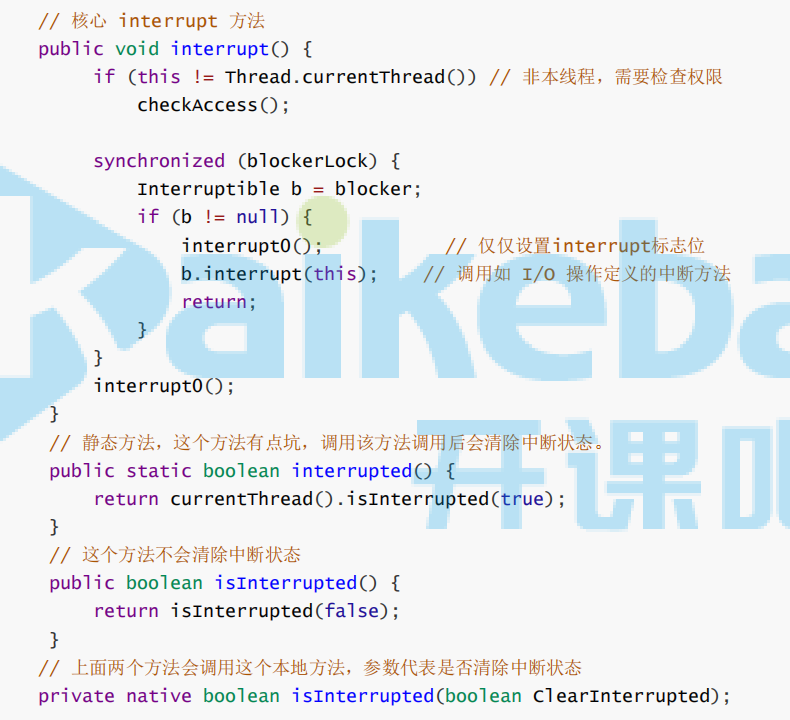 // 核心 interrupt 方法
public void interrupt() {
if (this != Thread.currentThread()) // 非本线程，需要检查权限
checkAccess();
synchronized (blockerLock) {
Interruptible b = blocker;
if (b != null) {
interrupt0(); // 仅仅设置interrupt标志位
b.interrupt(this); // 调用如 I/O 操作定义的中断方法
return;
}
}
interrupt0();
}
// 静态方法，这个方法有点坑，调用该方法调用后会清除中断状态。
public static boolean interrupted() {
return currentThread().isInterrupted(true);
}
// 这个方法不会清除中断状态
public boolean isInterrupted() {
return isInterrupted(false);
}
// 上面两个方法会调用这个本地方法，参数代表是否清除中断状态
private native boolean isInterrupted(boolean ClearInterrupted);
kaikeba
开课吧